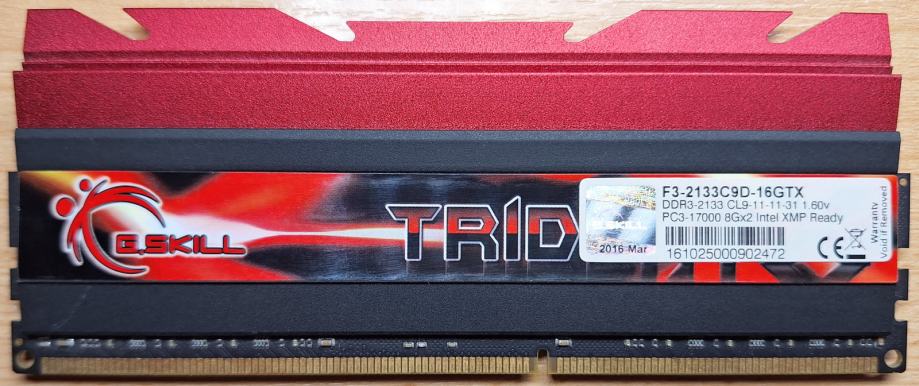 G.SKILL
TRID
F3-2133C9D-16GTX
DDR3-2133 CL9-11-11-31 1.60v
PC3-17000 8Gx2 Intel XMP Ready
2016 Mar
161025000902472
CE
Warranty
Void if Removed